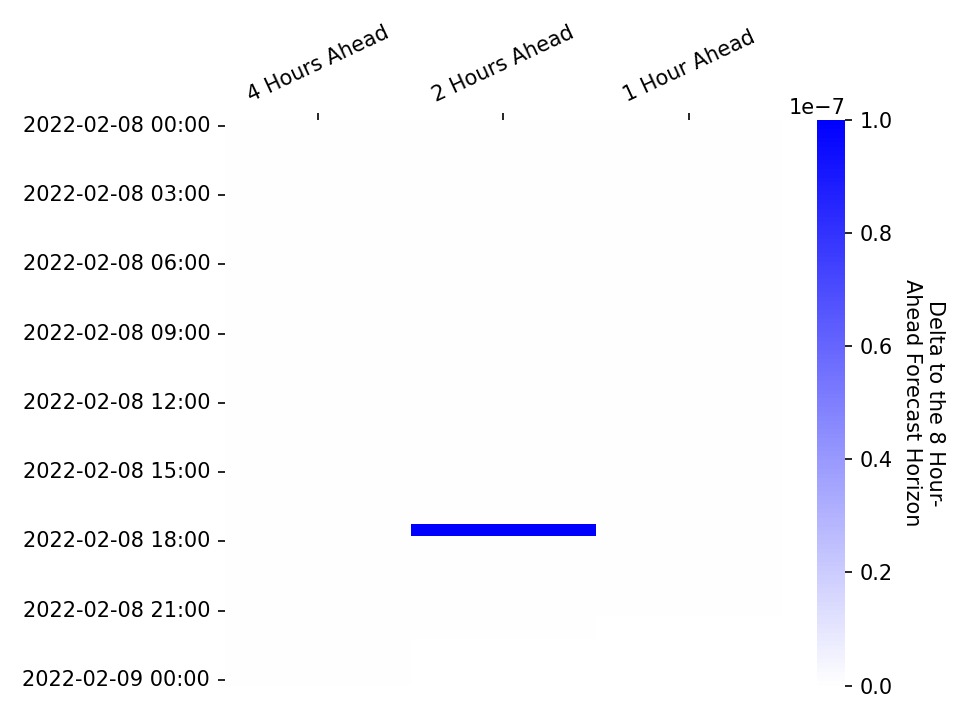 4 Hours Ahead
2 Hours Ahead
1 Hour Ahead
2022-02-08 00:00
2022-02-08 03:00
2022-02-08 06:00
2022-02-08 09:00
2022-02-08 12:00
2022-02-08 15:00
2022-02-08 18:00
2022-02-08 21:00
2022-02-09 00:00
1e−7
1.0
0.8
0.6
0.4
0.2
0.0
Delta to the 8 Hour-
Ahead Forecast Horizon